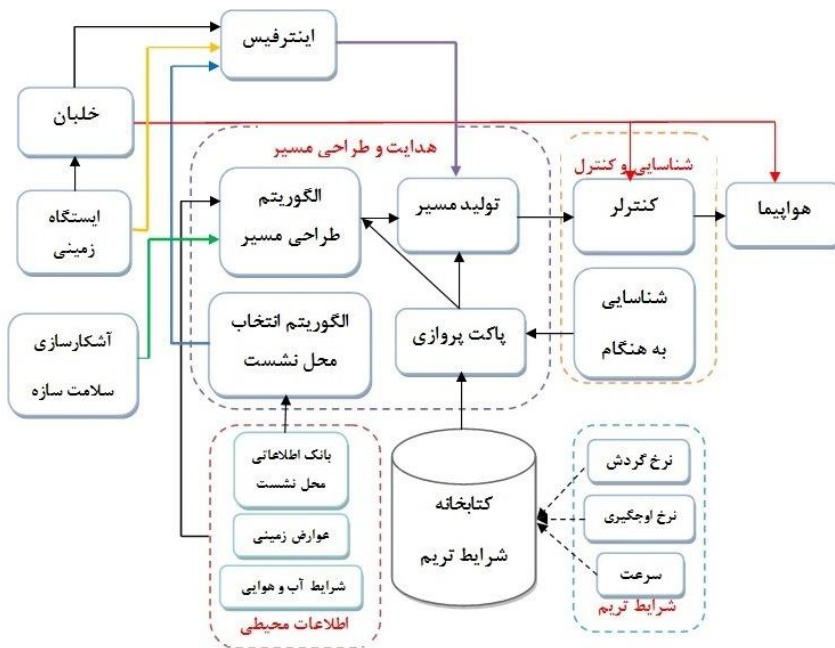 اینترفیس
خلبان
هدایت و طراحی مسیر
شناسایی و کنترل
ایستگاه
زمینی
الگوریتم
طراحی مسیر
تولید مسیر
کنترلر
هواپیما
آشکارسازی
سلامت سازه
الگوریتم انتخاب
محل نشست
پاکت پروازی
شناسایی
به هنگام
بانک اطلاعاتی
محل نشست
عوارض زمینی
شرایط آب و هوایی
اطلاعات محیطی
کتابخانه
شرایط تریم
نرخ گردش
نرخ اوجگیری
سرعت
شرایط تریم